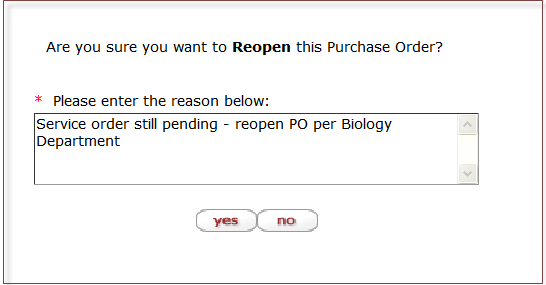 Are you sure you want to Reopen this Purchase Order?
* Please enter the reason below:
Service order still pending - reopen PO per Biology
Department
yes no